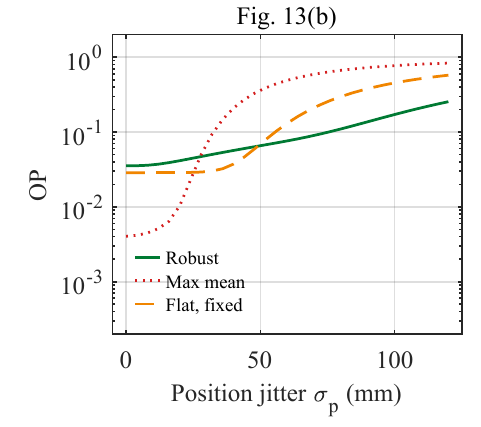 Fig. 13(b)
OP
10^0
10^-1
10^-2
10^-3
Robust
Max mean
Flat, fixed
0 50 100
Position jitter σ_p (mm)